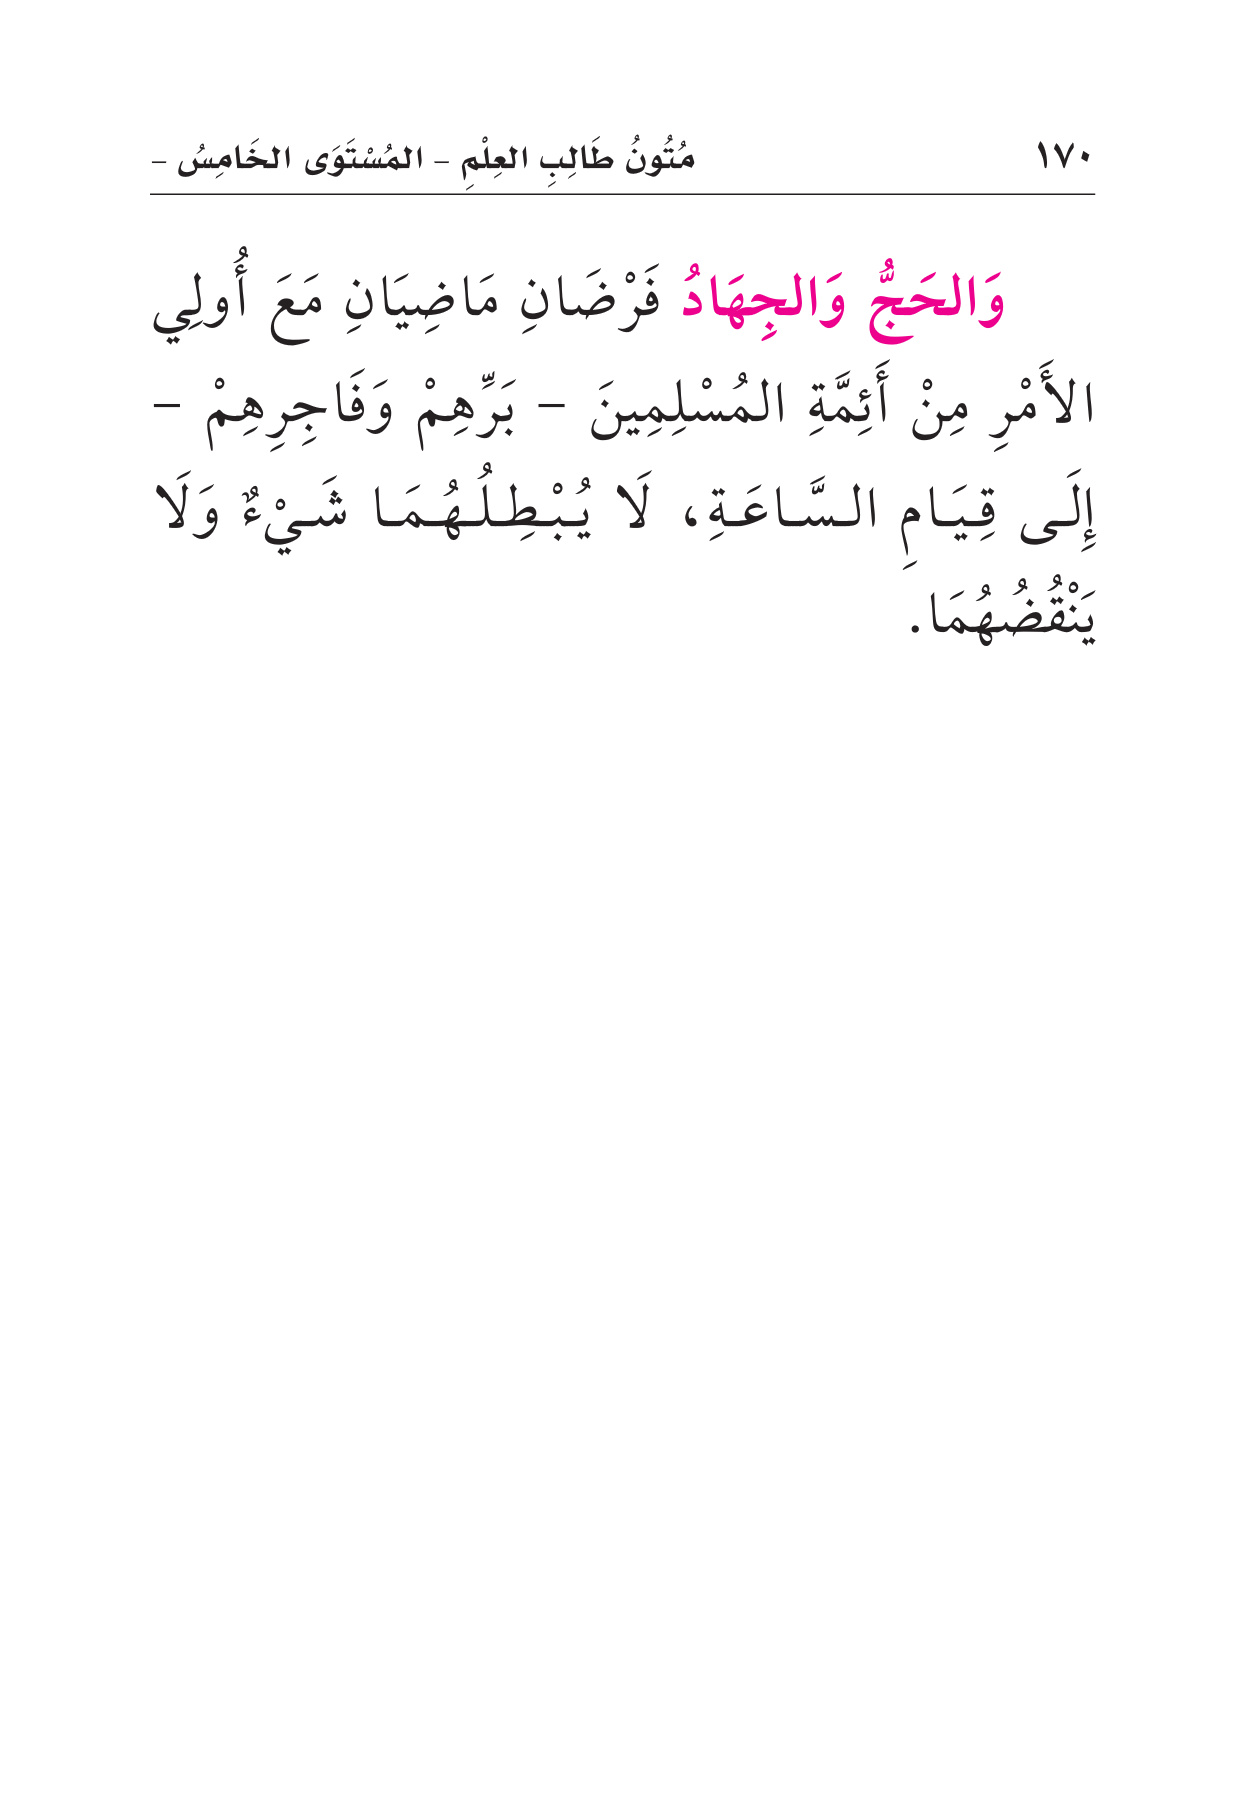 ١٧٠ مُتُونُ طَالِبِ العِلْمِ – المُسْتَوَى الخَامِسُ –
وَالحَجُّ وَالجِهَادُ فَرْضَانِ مَاضِيَانِ مَعَ أُولِي
الأَمْرِ مِنْ أَئِمَّةِ المُسْلِمِينَ – بَرِّهِمْ وَفَاجِرِهِمْ –
إِلَى قِيَامِ السَّاعَةِ، لَا يُبْطِلُهُمَا شَيْءٌ وَلَا
يَنْقُضُهُمَا.